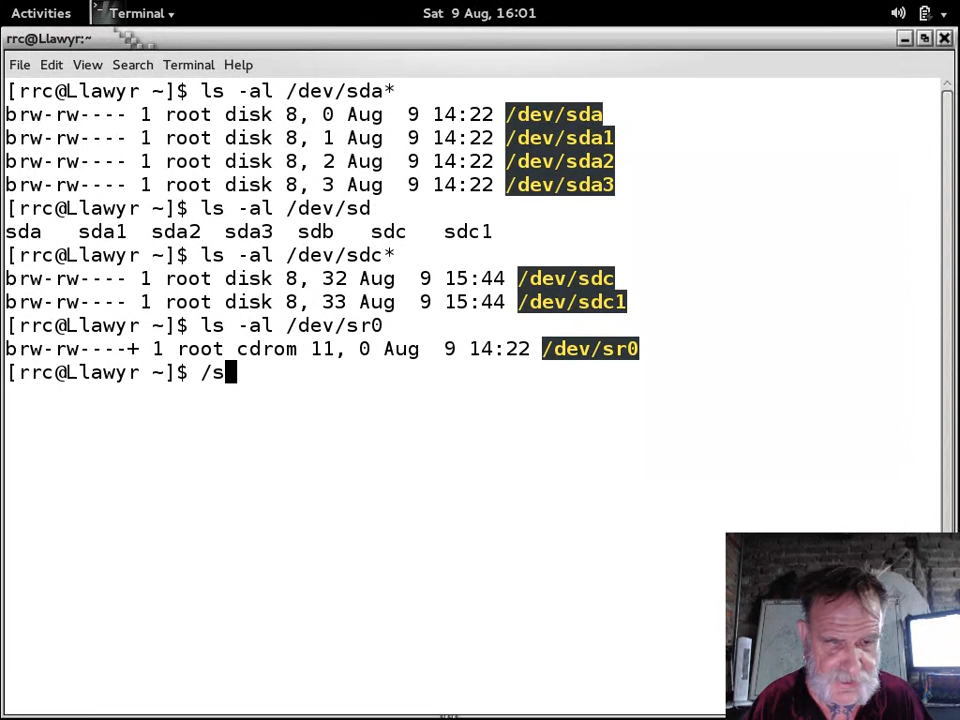 Activities Terminal Sat 9 Aug, 16:01
rrc@Llawyr:~
File Edit View Search Terminal Help
[rrc@Llawyr ~]$ ls -al /dev/sda*
brw-rw---- 1 root disk 8, 0 Aug  9 14:22 /dev/sda
brw-rw---- 1 root disk 8, 1 Aug  9 14:22 /dev/sda1
brw-rw---- 1 root disk 8, 2 Aug  9 14:22 /dev/sda2
brw-rw---- 1 root disk 8, 3 Aug  9 14:22 /dev/sda3
[rrc@Llawyr ~]$ ls -al /dev/sd
sda   sda1  sda2  sda3  sdb   sdc   sdc1
[rrc@Llawyr ~]$ ls -al /dev/sdc*
brw-rw---- 1 root disk 8, 32 Aug  9 15:44 /dev/sdc
brw-rw---- 1 root disk 8, 33 Aug  9 15:44 /dev/sdc1
[rrc@Llawyr ~]$ ls -al /dev/sr0
brw-rw----+ 1 root cdrom 11, 0 Aug  9 14:22 /dev/sr0
[rrc@Llawyr ~]$ /s